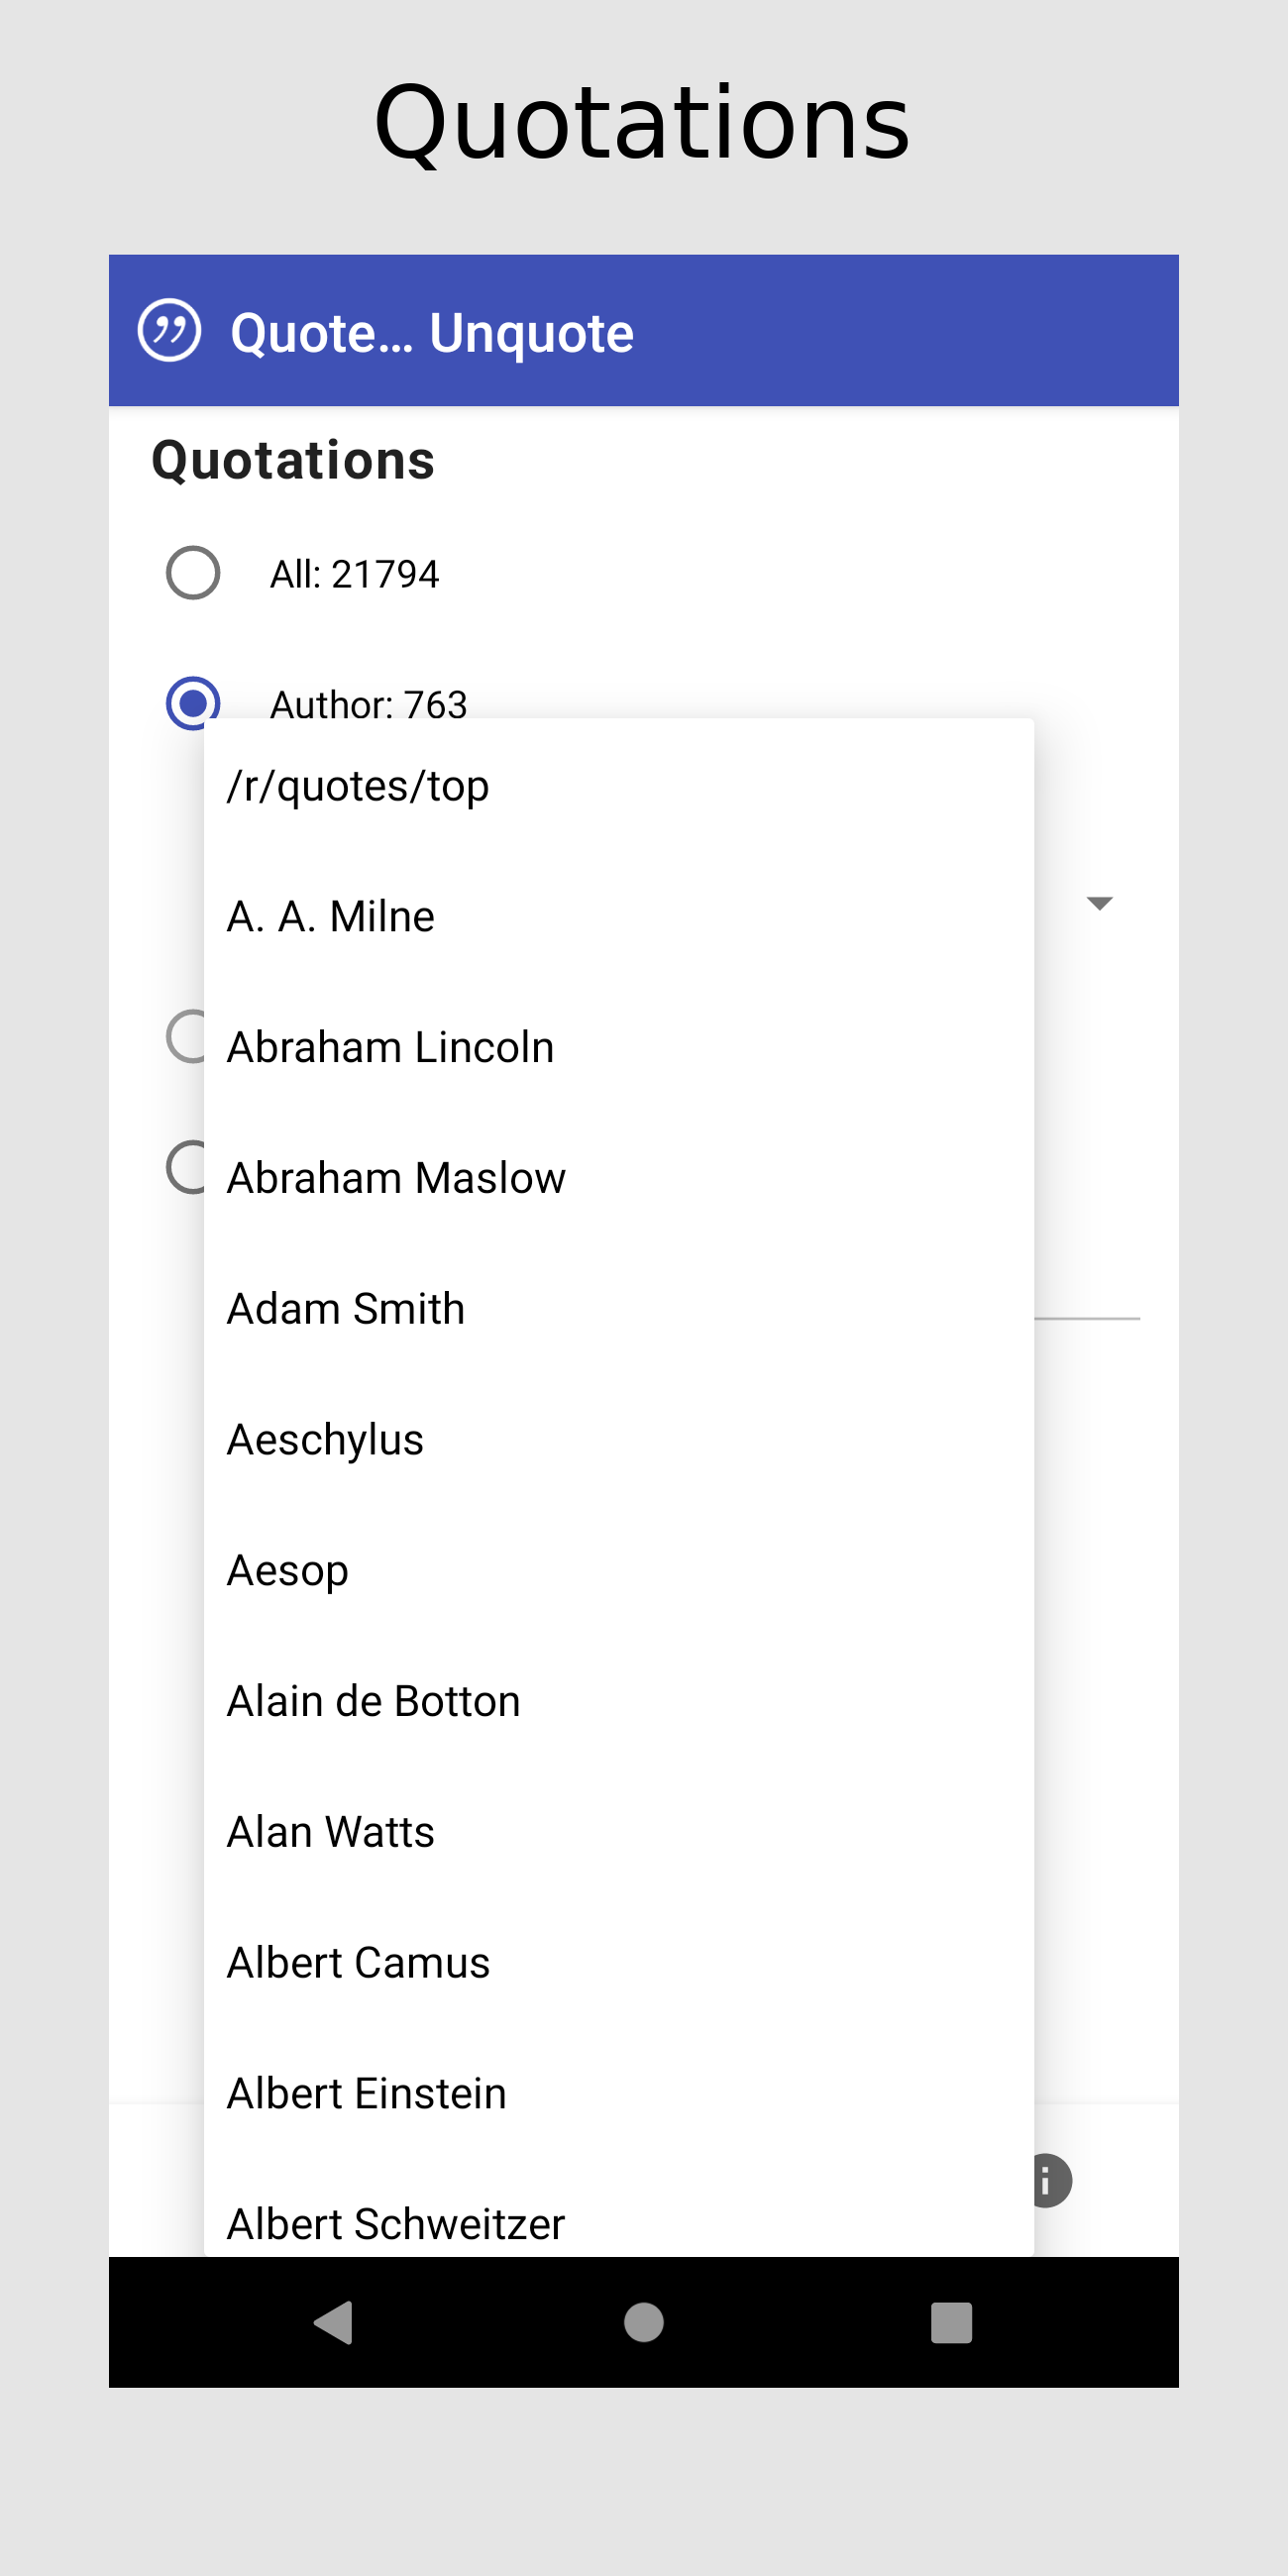 Quotations
Quote... Unquote
Quotations
All: 21794
Author: 763
/r/quotes/top
A. A. Milne
Abraham Lincoln
Abraham Maslow
Adam Smith
Aeschylus
Aesop
Alain de Botton
Alan Watts
Albert Camus
Albert Einstein
Albert Schweitzer